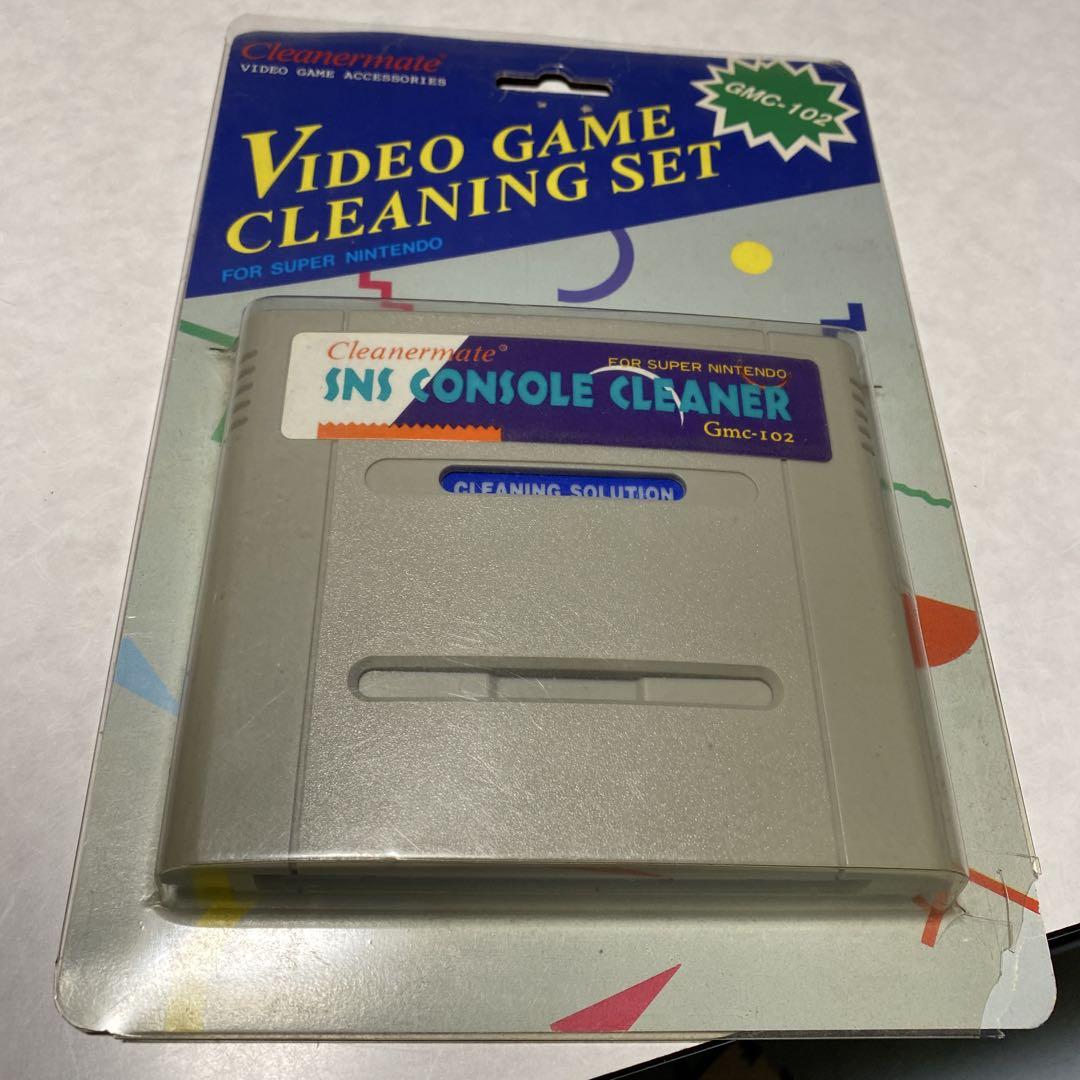 Cleanermate®
VIDEO GAME ACCESSORIES
GMC-102
VIDEO GAME
CLEANING SET
FOR SUPER NINTENDO
Cleanermate®
FOR SUPER NINTENDO
SNS CONSOLE CLEANER
Gmc-102
CLEANING SOLUTION